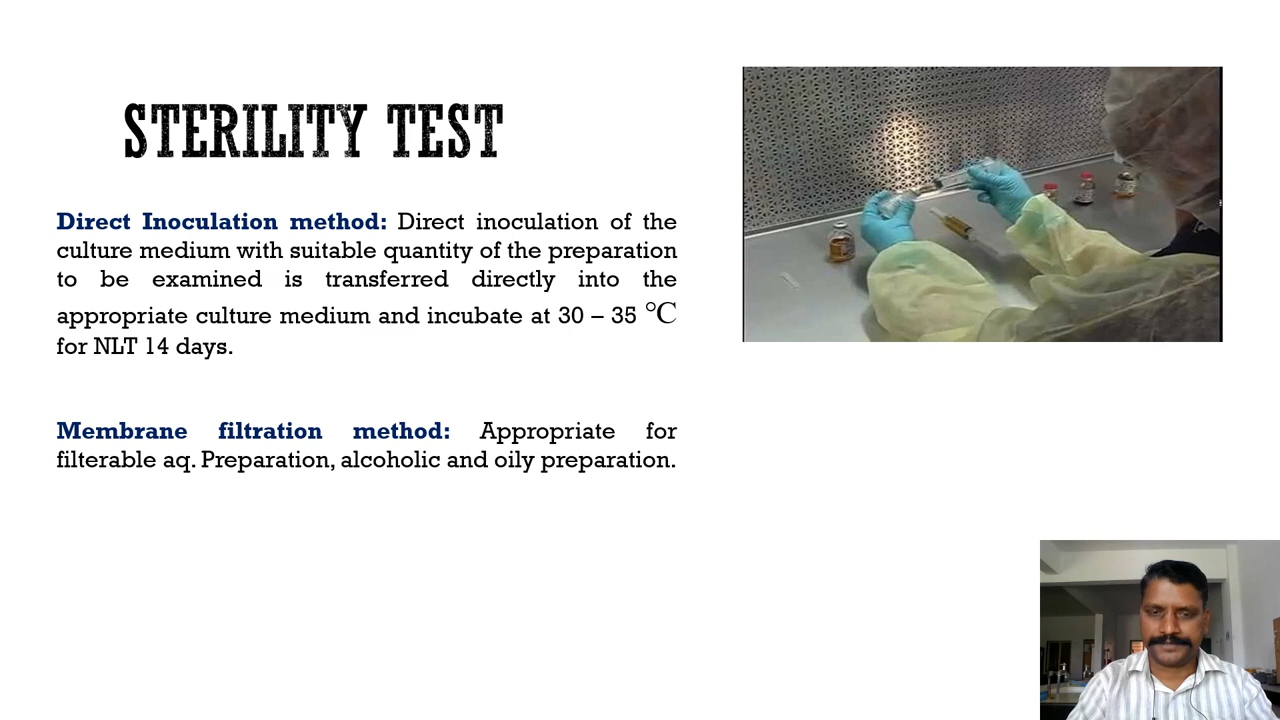 STERILITY TEST
Direct Inoculation method: Direct inoculation of the
culture medium with suitable quantity of the preparation
to be examined is transferred directly into the
appropriate culture medium and incubate at 30 – 35 ℃
for NLT 14 days.
Membrane filtration method: Appropriate for
filterable aq. Preparation, alcoholic and oily preparation.